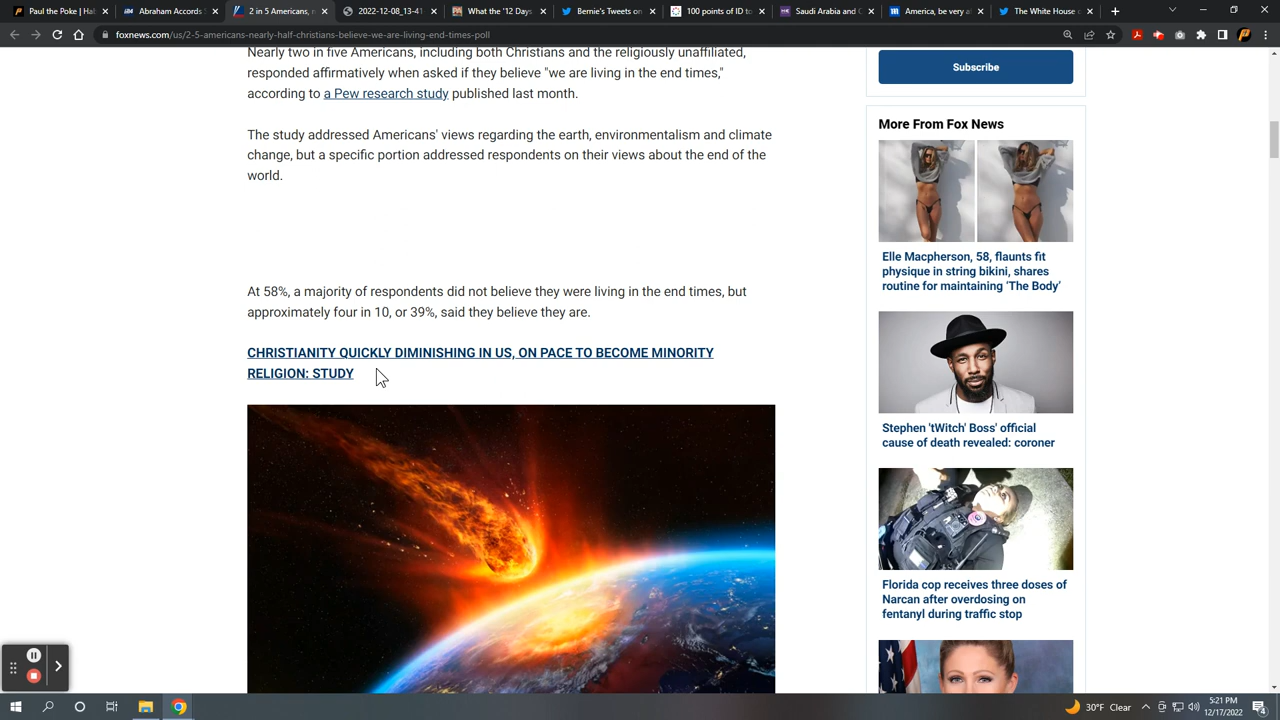 Paul the Poke | Hab
Abraham Accords
2 in 5 Americans, in
2022-12-08_13-41
What the '12 Days
Bernie's Tweets on
100 points of ID to
Saudi Arabia and
America, be very af
The White House
foxnews.com/us/2-5-americans-nearly-half-christians-believe-we-are-living-end-times-poll
Nearly two in five Americans, including both Christians and the religiously unaffiliated,
responded affirmatively when asked if they believe "we are living in the end times,"
according to a Pew research study published last month.
The study addressed Americans' views regarding the earth, environmentalism and climate
change, but a specific portion addressed respondents on their views about the end of the
world.
At 58%, a majority of respondents did not believe they were living in the end times, but
approximately four in 10, or 39%, said they believe they are.
CHRISTIANITY QUICKLY DIMINISHING IN US, ON PACE TO BECOME MINORITY
RELIGION: STUDY
Subscribe
More From Fox News
Elle Macpherson, 58, flaunts fit
physique in string bikini, shares
routine for maintaining ‘The Body’
Stephen 'tWitch' Boss' official
cause of death revealed: coroner
Florida cop receives three doses of
Narcan after overdosing on
fentanyl during traffic stop
30°F Clear
5:21 PM
12/17/2022
4